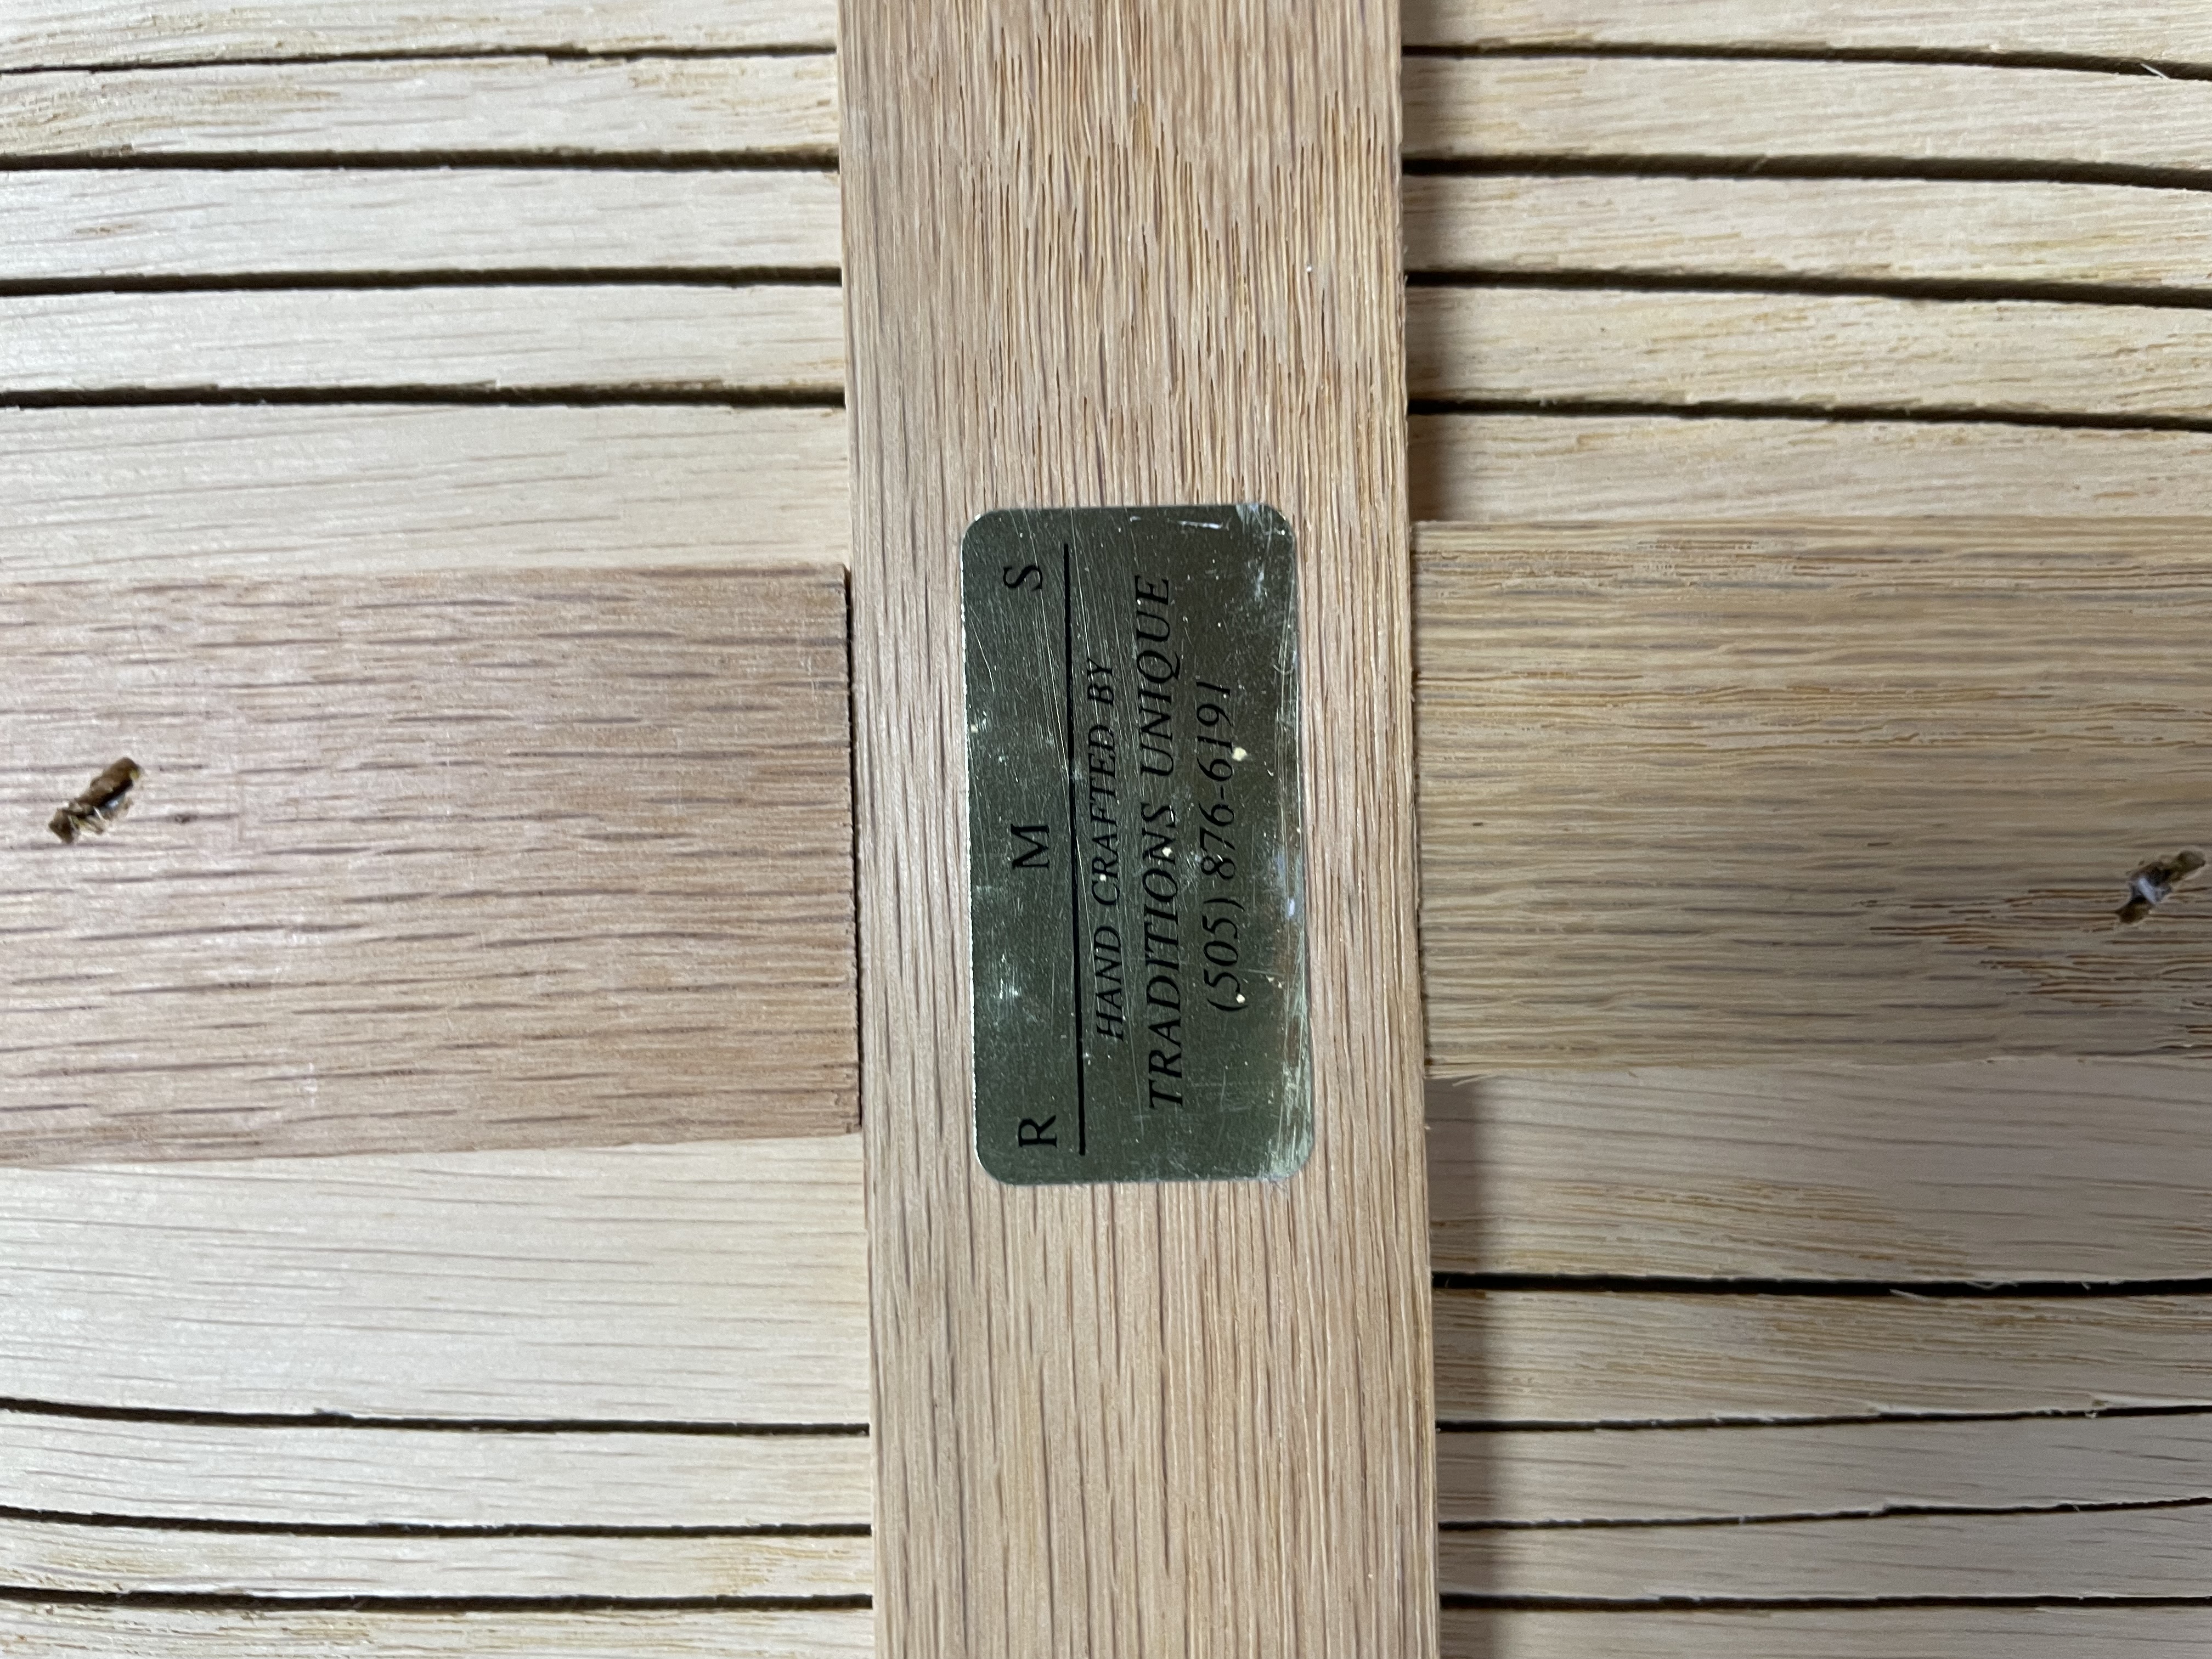 R M S
HAND CRAFTED BY
TRADITIONS UNIQUE
(505) 876-6191